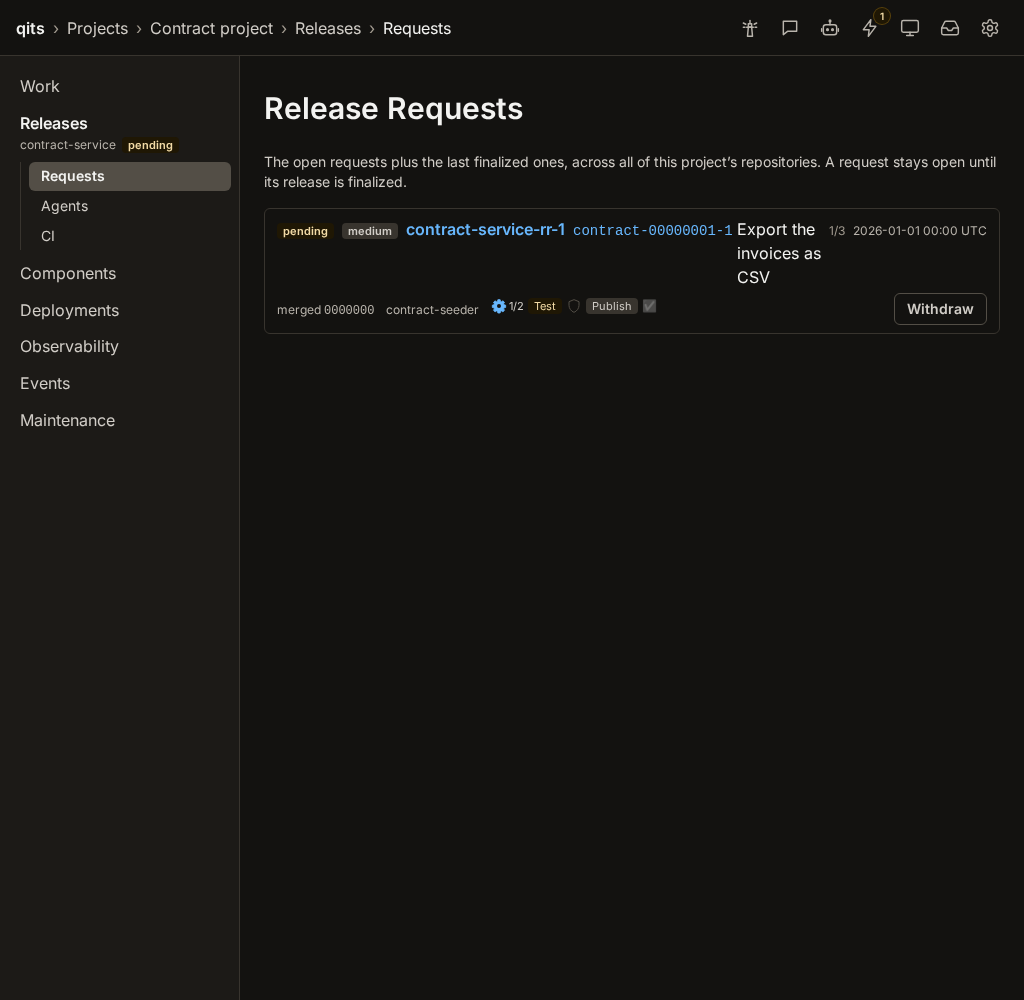 qits › Projects › Contract project › Releases › Requests
1
Work
Releases
contract-service pending
Requests
Agents
CI
Components
Deployments
Observability
Events
Maintenance
Release Requests
The open requests plus the last finalized ones, across all of this project's repositories. A request stays open until
its release is finalized.
pending medium contract-service-rr-1 contract-00000001-1 Export the 1/3 2026-01-01 00:00 UTC
invoices as
CSV
merged 0000000 contract-seeder 1/2 Test Publish Withdraw